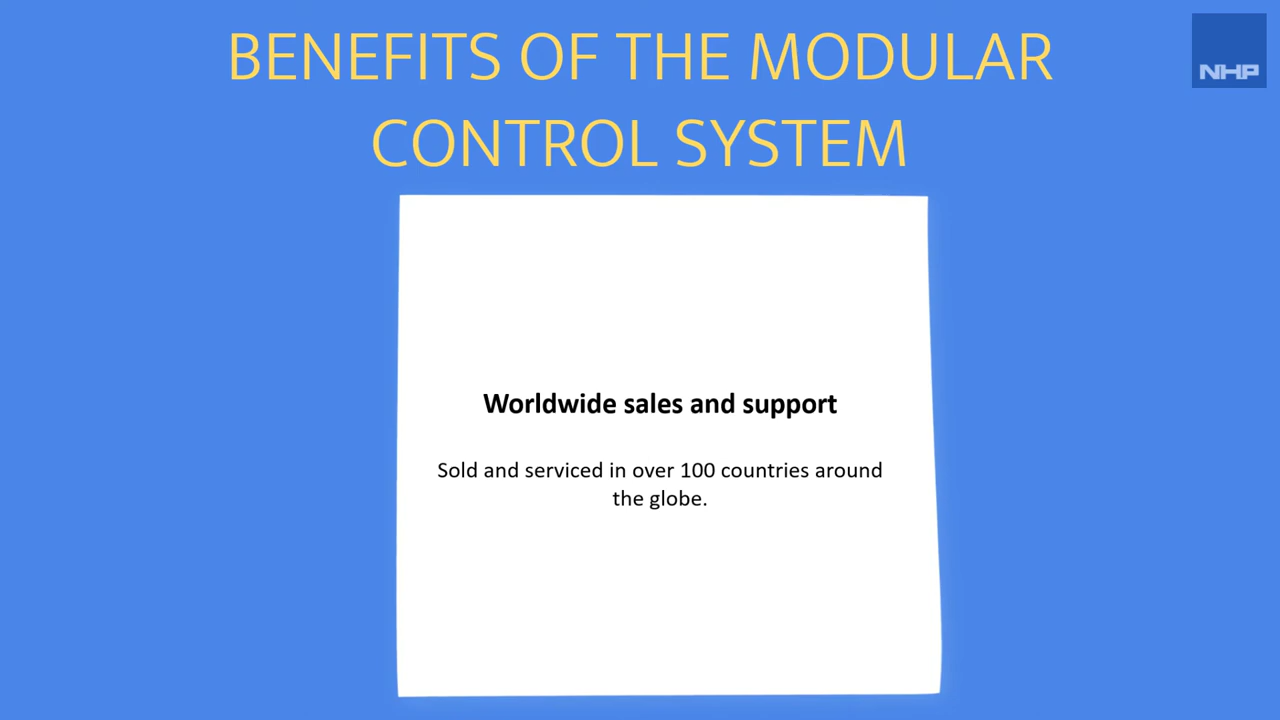 BENEFITS OF THE MODULAR
CONTROL SYSTEM
NHP
Worldwide sales and support
Sold and serviced in over 100 countries around
the globe.